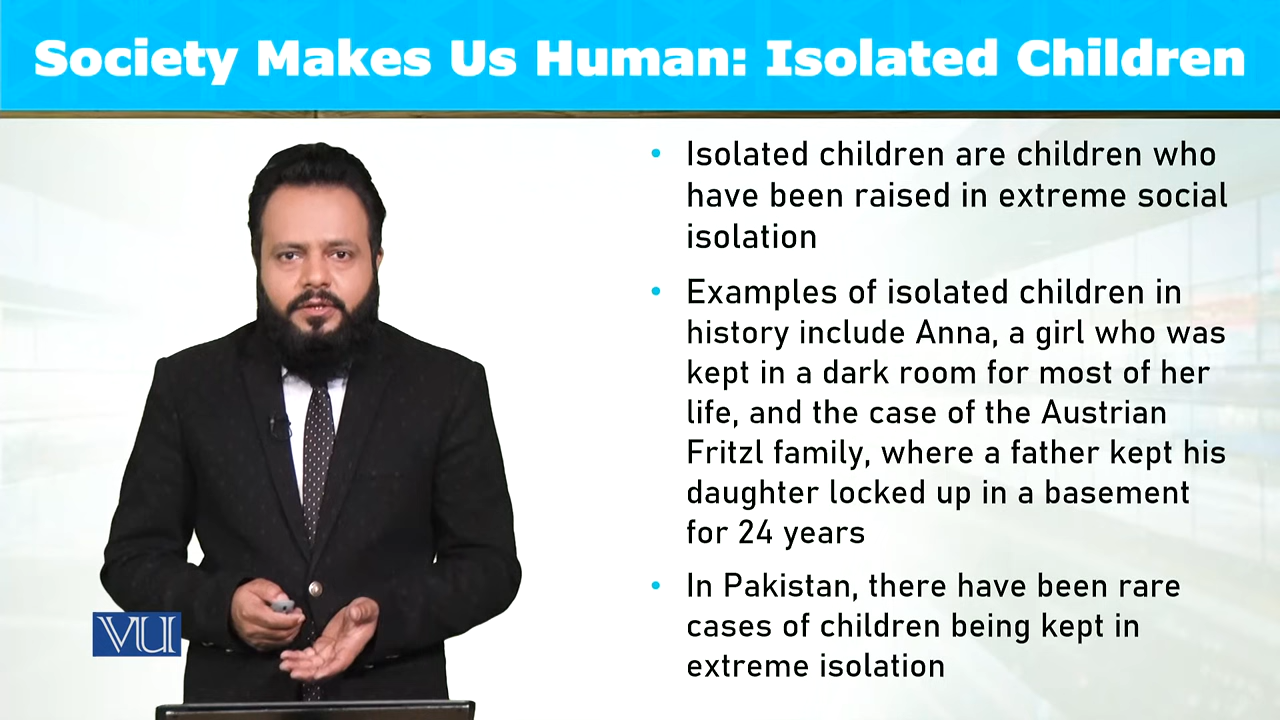 Society Makes Us Human: Isolated Children
• Isolated children are children who
have been raised in extreme social
isolation
• Examples of isolated children in
history include Anna, a girl who was
kept in a dark room for most of her
life, and the case of the Austrian
Fritzl family, where a father kept his
daughter locked up in a basement
for 24 years
• In Pakistan, there have been rare
cases of children being kept in
extreme isolation
VU